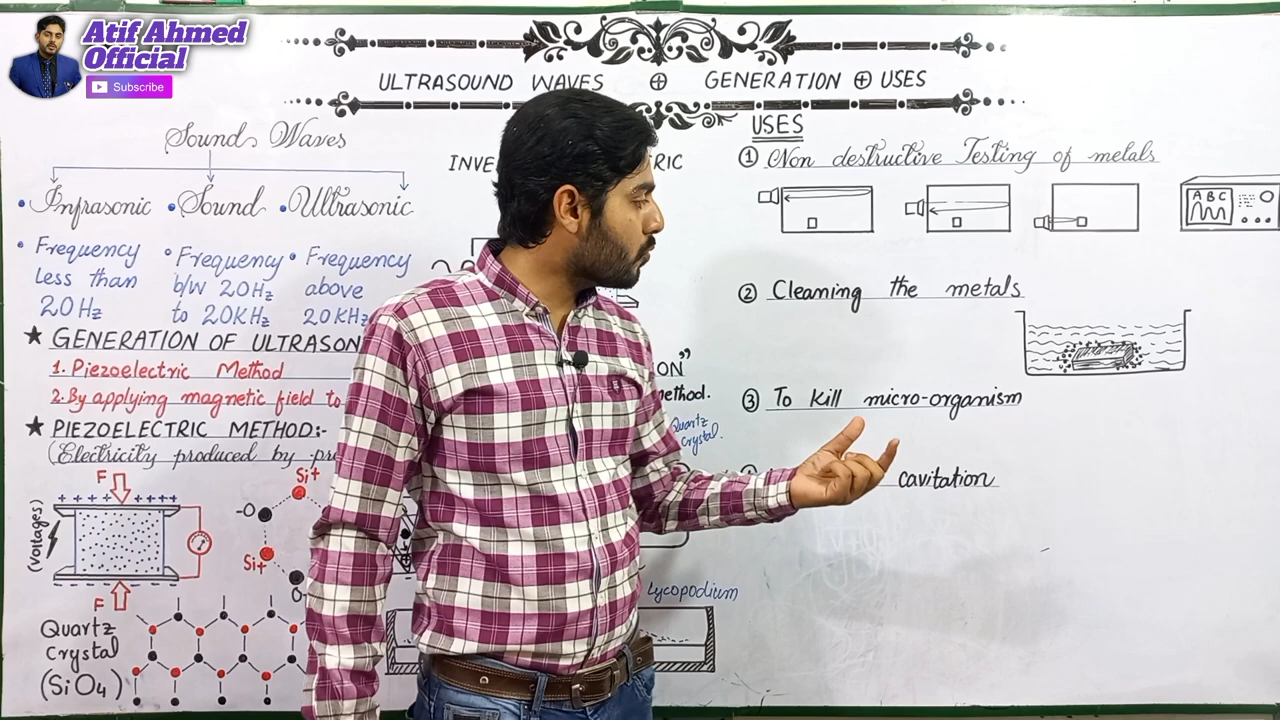 Atif Ahmed
Official
Subscribe
ULTRASOUND WAVES ⊕ GENERATION ⊕ USES
Sound Waves
• Infrasonic • Sound • Ultrasonic
• Frequency
less than
20Hz
• Frequency
b/w 20Hz
to 20KHz
• Frequency
above
20KHz
★ GENERATION OF ULTRASON
1. Piezoelectric Method
2. By applying magnetic field to
★ PIEZOELECTRIC METHOD:-
(Electricity produced by pr
F
++++ ++++
(Voltages)
F
Quartz
Crystal
(SiO4)
Si+
-O
Si+
O
INVE
RIC
ON"
method.
Quartz
crystal.
Lycopodium
USES
① Non destructive Testing of metals
A B C
② Cleaning the metals
③ To kill micro-organism
cavitation